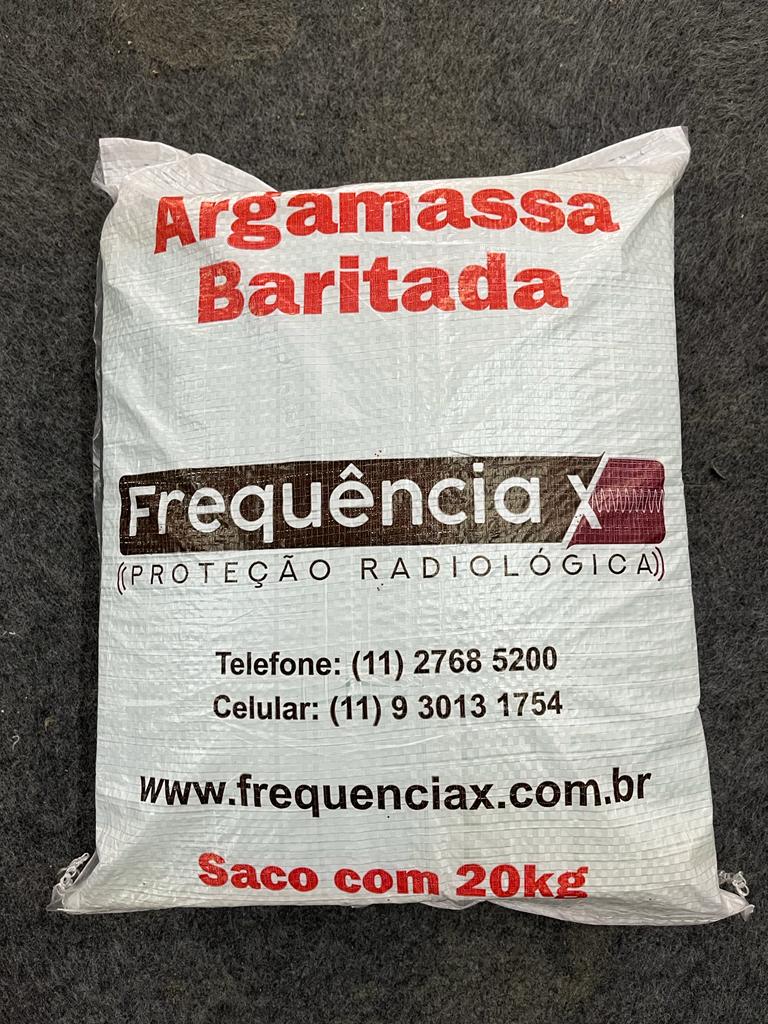 Argamassa
Baritada
Frequência X
((PROTEÇÃO RADIOLÓGICA))
Telefone: (11) 2768 5200
Celular: (11) 9 3013 1754
www.frequenciax.com.br
Saco com 20kg